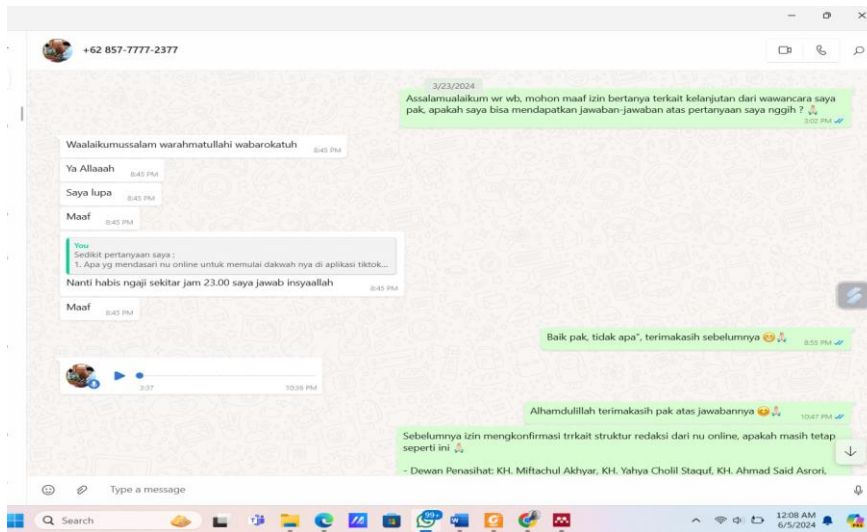 +62 857-7777-2377
3/23/2024
Assalamualaikum wr wb, mohon maaf izin bertanya terkait kelanjutan dari wawancara saya
pak, apakah saya bisa mendapatkan jawaban-jawaban atas pertanyaan saya nggih ?
3:02 PM
Waalaikumussalam warahmatullahi wabarokatuh
8:45 PM
Ya Allaaah
8:45 PM
Saya lupa
8:45 PM
Maaf
8:45 PM
You
Sedikit pertanyaan saya ;
1. Apa yg mendasari nu online untuk memulai dakwah nya di aplikasi tiktok...
Nanti habis ngaji sekitar jam 23.00 saya jawab insyaallah
8:45 PM
Maaf
8:45 PM
Baik pak, tidak apa", terimakasih sebelumnya 😊🙏
8:55 PM
3:37
10:36 PM
Alhamdulillah terimakasih pak atas jawabannya 😊🙏
10:47 PM
Sebelumnya izin mengkonfirmasi trrkait struktur redaksi dari nu online, apakah masih tetap
seperti ini 🙏
- Dewan Penasihat: KH. Miftachul Akhyar, KH. Yahya Cholil Staquf, KH. Ahmad Said Asrori,
Type a message
Search
99+
12:08 AM
6/5/2024